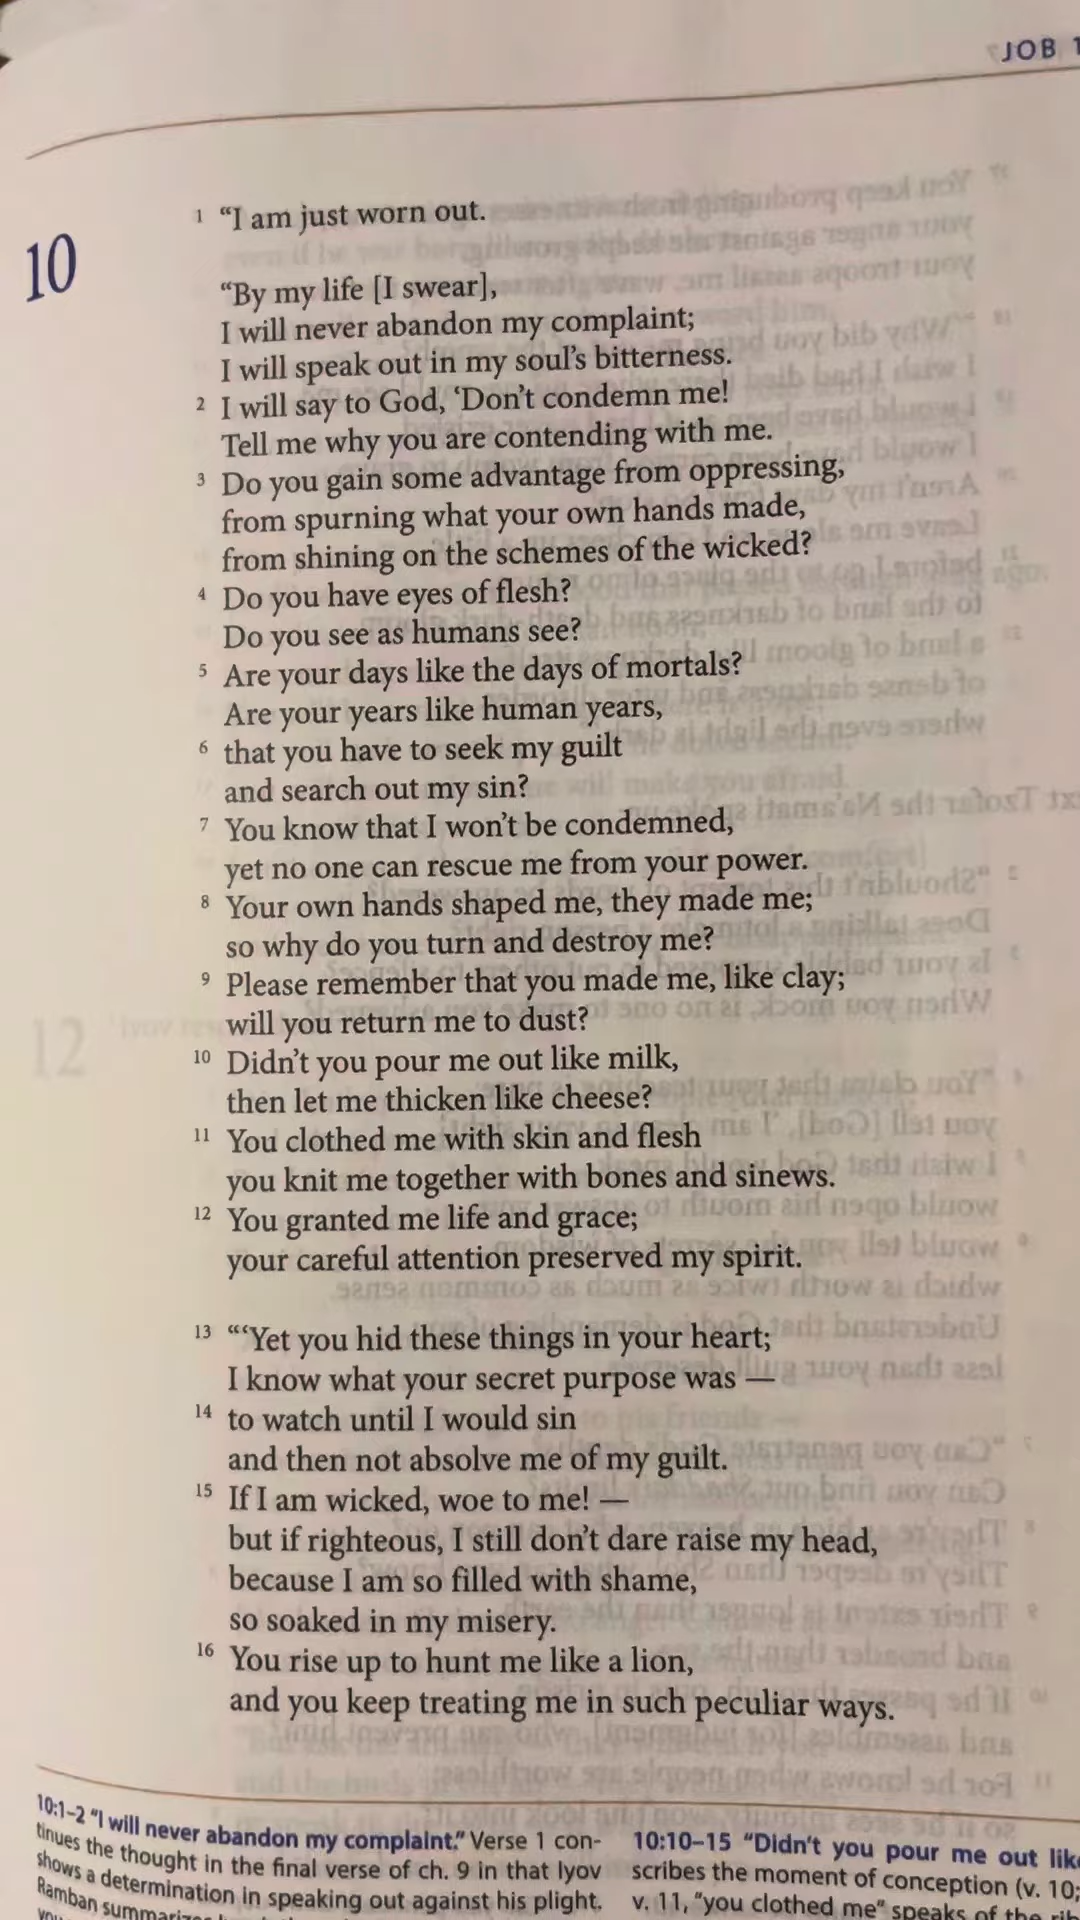 JOB 1
10
1 “I am just worn out.
“By my life [I swear],
I will never abandon my complaint;
I will speak out in my soul’s bitterness.
2 I will say to God, ‘Don’t condemn me!
Tell me why you are contending with me.
3 Do you gain some advantage from oppressing,
from spurning what your own hands made,
from shining on the schemes of the wicked?
4 Do you have eyes of flesh?
Do you see as humans see?
5 Are your days like the days of mortals?
Are your years like human years,
6 that you have to seek my guilt
and search out my sin?
7 You know that I won’t be condemned,
yet no one can rescue me from your power.
8 Your own hands shaped me, they made me;
so why do you turn and destroy me?
9 Please remember that you made me, like clay;
will you return me to dust?
10 Didn’t you pour me out like milk,
then let me thicken like cheese?
11 You clothed me with skin and flesh
you knit me together with bones and sinews.
12 You granted me life and grace;
your careful attention preserved my spirit.
13 “‘Yet you hid these things in your heart;
I know what your secret purpose was —
14 to watch until I would sin
and then not absolve me of my guilt.
15 If I am wicked, woe to me! —
but if righteous, I still don’t dare raise my head,
because I am so filled with shame,
so soaked in my misery.
16 You rise up to hunt me like a lion,
and you keep treating me in such peculiar ways.
10:1–2 “I will never abandon my complaint.” Verse 1 con-
tinues the thought in the final verse of ch. 9 in that Iyov
shows a determination in speaking out against his plight.
Ramban
10:10–15 “Didn’t you pour me out like
scribes the moment of conception (v. 10;
v. 11, “you clothed me” speaks of the